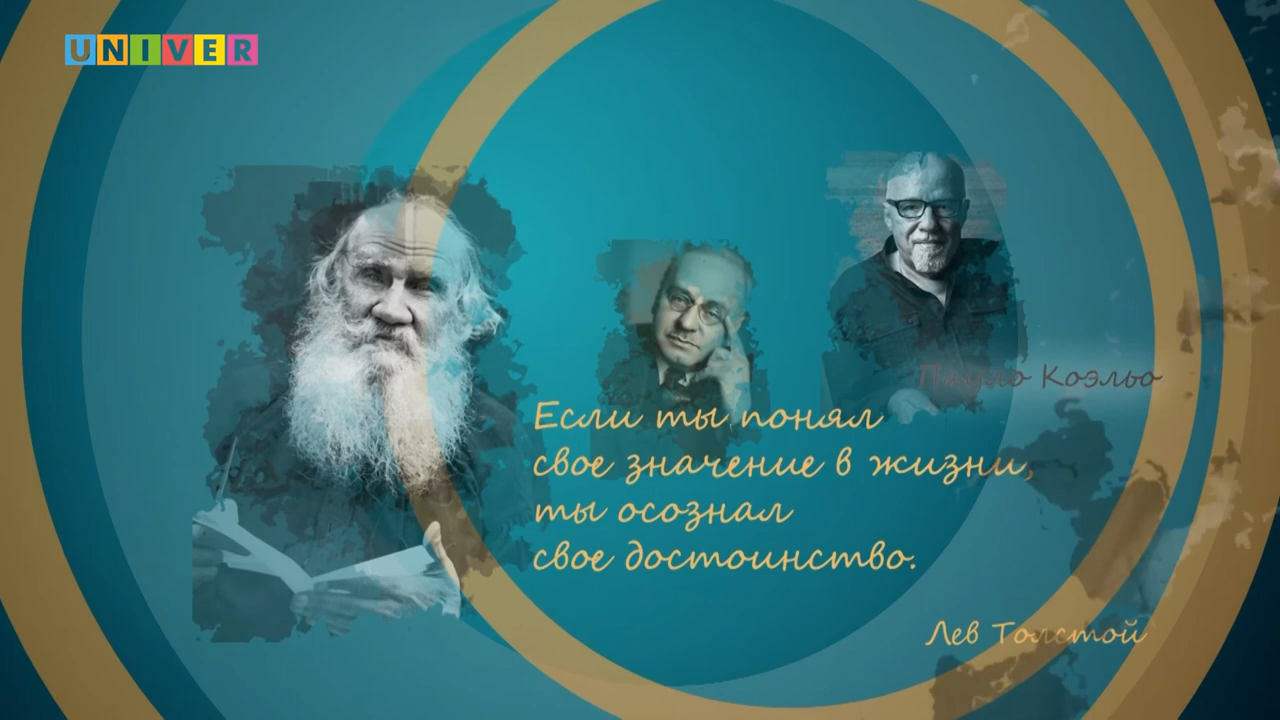 UNIVER
Пауло Коэльо
Если ты понял
свое значение в жизни,
ты осознал
свое достоинство.
Лев Толстой